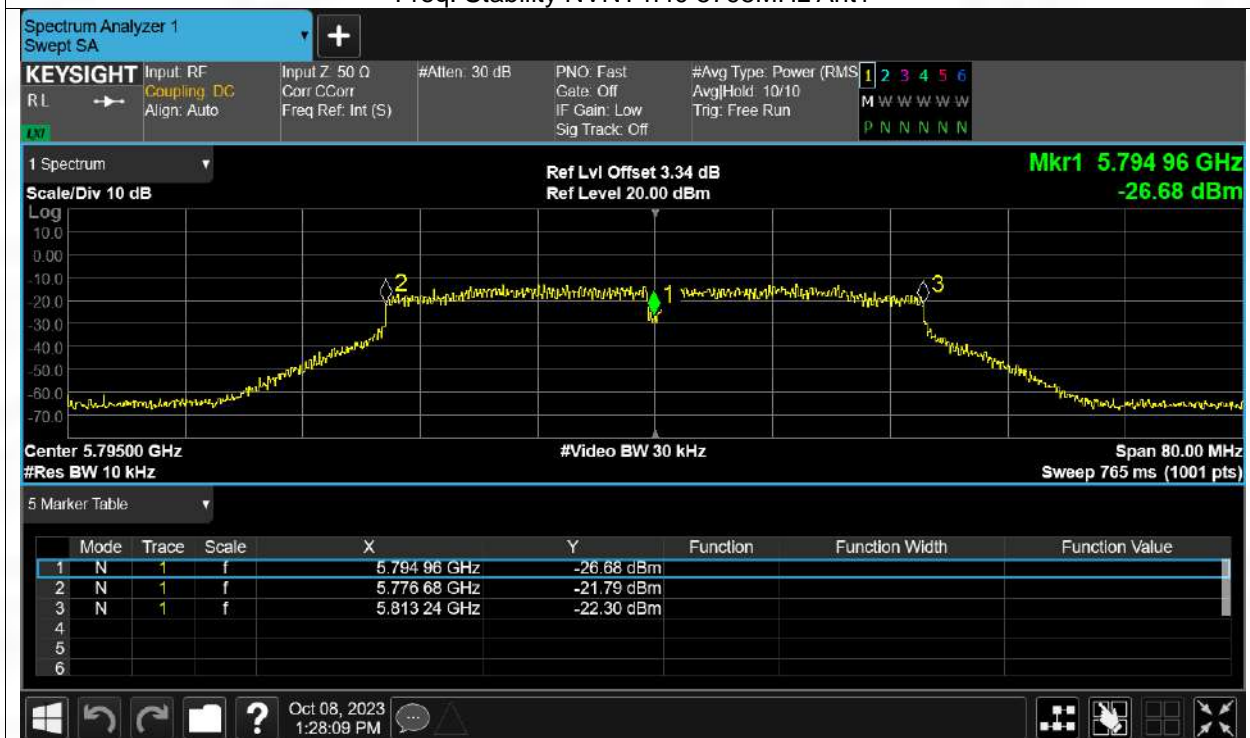 Spectrum Analyzer 1
Swept SA
+
KEYSIGHT Input: RF Input Z: 50 Ω #Atten: 30 dB PNO: Fast #Avg Type: Power (RMS 1 2 3 4 5 6
RL Coupling: DC Corr CCorr Gate: Off Avg|Hold: 10/10 M W W W W W
Align: Auto Freq Ref: Int (S) IF Gain: Low Trig: Free Run
LXI Sig Track: Off P N N N N N
1 Spectrum Ref Lvl Offset 3.34 dB Mkr1 5.794 96 GHz
Scale/Div 10 dB Ref Level 20.00 dBm -26.68 dBm
Log
10.0
0.00
-10.0
-20.0
-30.0
-40.0
-50.0
-60.0
-70.0
2
1
3
Center 5.79500 GHz #Video BW 30 kHz Span 80.00 MHz
#Res BW 10 kHz Sweep 765 ms (1001 pts)
5 Marker Table
Mode Trace Scale X Y Function Function Width Function Value
1 N 1 f 5.794 96 GHz -26.68 dBm
2 N 1 f 5.776 68 GHz -21.79 dBm
3 N 1 f 5.813 24 GHz -22.30 dBm
4
5
6
? Oct 08, 2023
1:28:09 PM